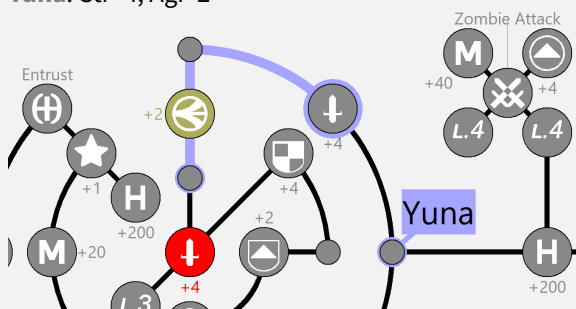 Yuna: Str +4, Agi +2
Zombie Attack
Entrust
M
+40
+4
H
+2
+4
L.4
L.4
+1
H
+4
+200
+2
Yuna
M
+20
H
+4
+200
L.3